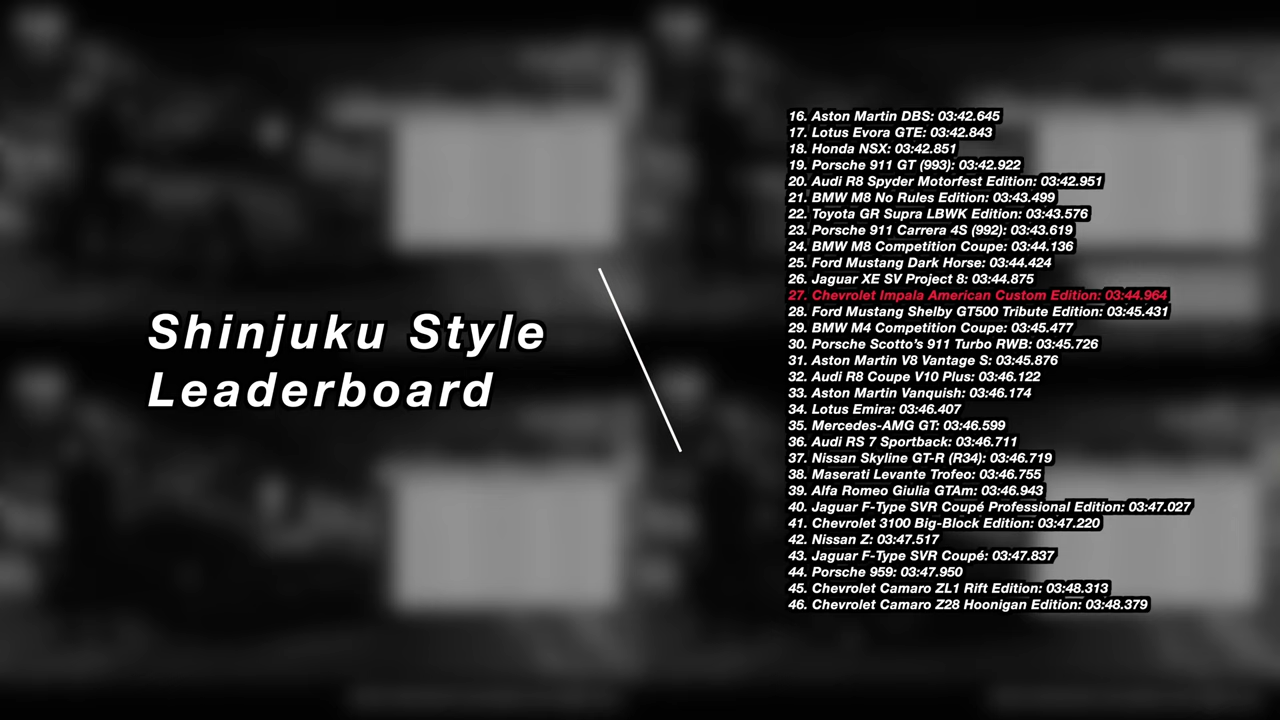 Shinjuku Style
Leaderboard
16. Aston Martin DBS: 03:42.645
17. Lotus Evora GTE: 03:42.843
18. Honda NSX: 03:42.851
19. Porsche 911 GT (993): 03:42.922
20. Audi R8 Spyder Motorfest Edition: 03:42.951
21. BMW M8 No Rules Edition: 03:43.499
22. Toyota GR Supra LBWK Edition: 03:43.576
23. Porsche 911 Carrera 4S (992): 03:43.619
24. BMW M8 Competition Coupe: 03:44.136
25. Ford Mustang Dark Horse: 03:44.424
26. Jaguar XE SV Project 8: 03:44.875
27. Chevrolet Impala American Custom Edition: 03:44.964
28. Ford Mustang Shelby GT500 Tribute Edition: 03:45.431
29. BMW M4 Competition Coupe: 03:45.477
30. Porsche Scotto’s 911 Turbo RWB: 03:45.726
31. Aston Martin V8 Vantage S: 03:45.876
32. Audi R8 Coupe V10 Plus: 03:46.122
33. Aston Martin Vanquish: 03:46.174
34. Lotus Emira: 03:46.407
35. Mercedes-AMG GT: 03:46.599
36. Audi RS 7 Sportback: 03:46.711
37. Nissan Skyline GT-R (R34): 03:46.719
38. Maserati Levante Trofeo: 03:46.755
39. Alfa Romeo Giulia GTAm: 03:46.943
40. Jaguar F-Type SVR Coupé Professional Edition: 03:47.027
41. Chevrolet 3100 Big-Block Edition: 03:47.220
42. Nissan Z: 03:47.517
43. Jaguar F-Type SVR Coupé: 03:47.837
44. Porsche 959: 03:47.950
45. Chevrolet Camaro ZL1 Rift Edition: 03:48.313
46. Chevrolet Camaro Z28 Hoonigan Edition: 03:48.379